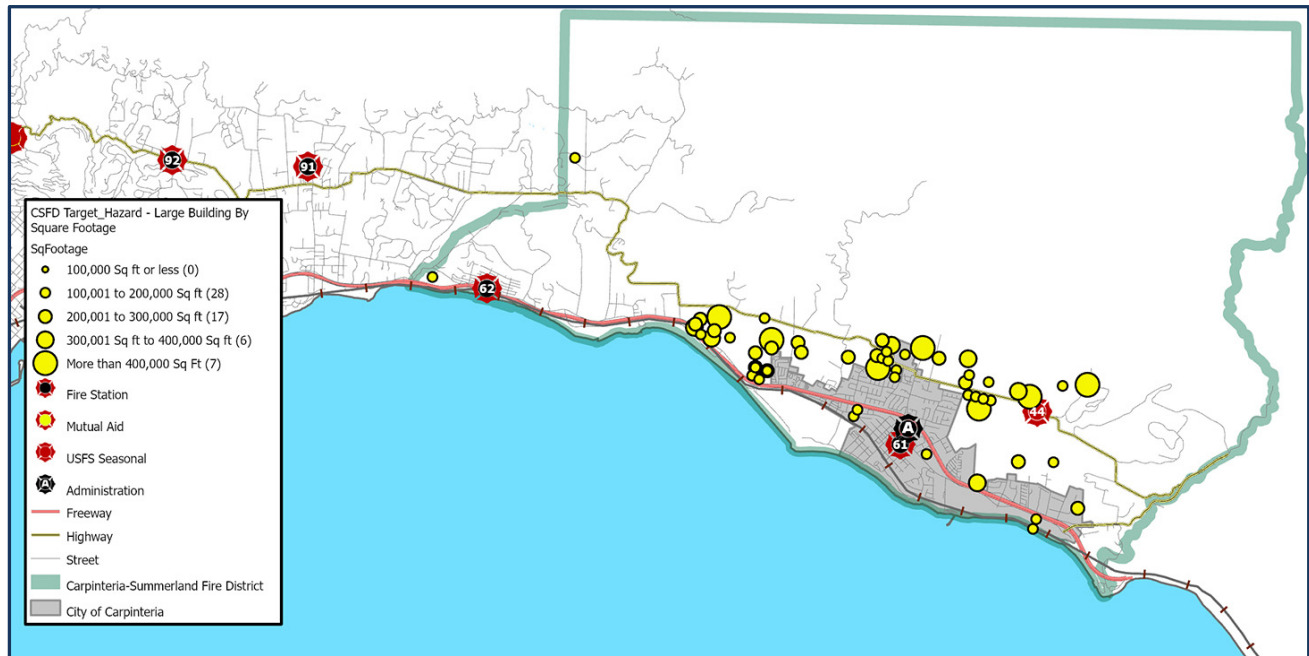 92
91
CSFD Target_Hazard - Large Building By
Square Footage
SqFootage
100,000 Sq ft or less (0)
100,001 to 200,000 Sq ft (28)
200,001 to 300,000 Sq ft (17)
300,001 Sq ft to 400,000 Sq ft (6)
More than 400,000 Sq Ft (7)
Fire Station
Mutual Aid
USFS Seasonal
A Administration
Freeway
Highway
Street
Carpinteria-Summerland Fire District
City of Carpinteria
62
44
A
61